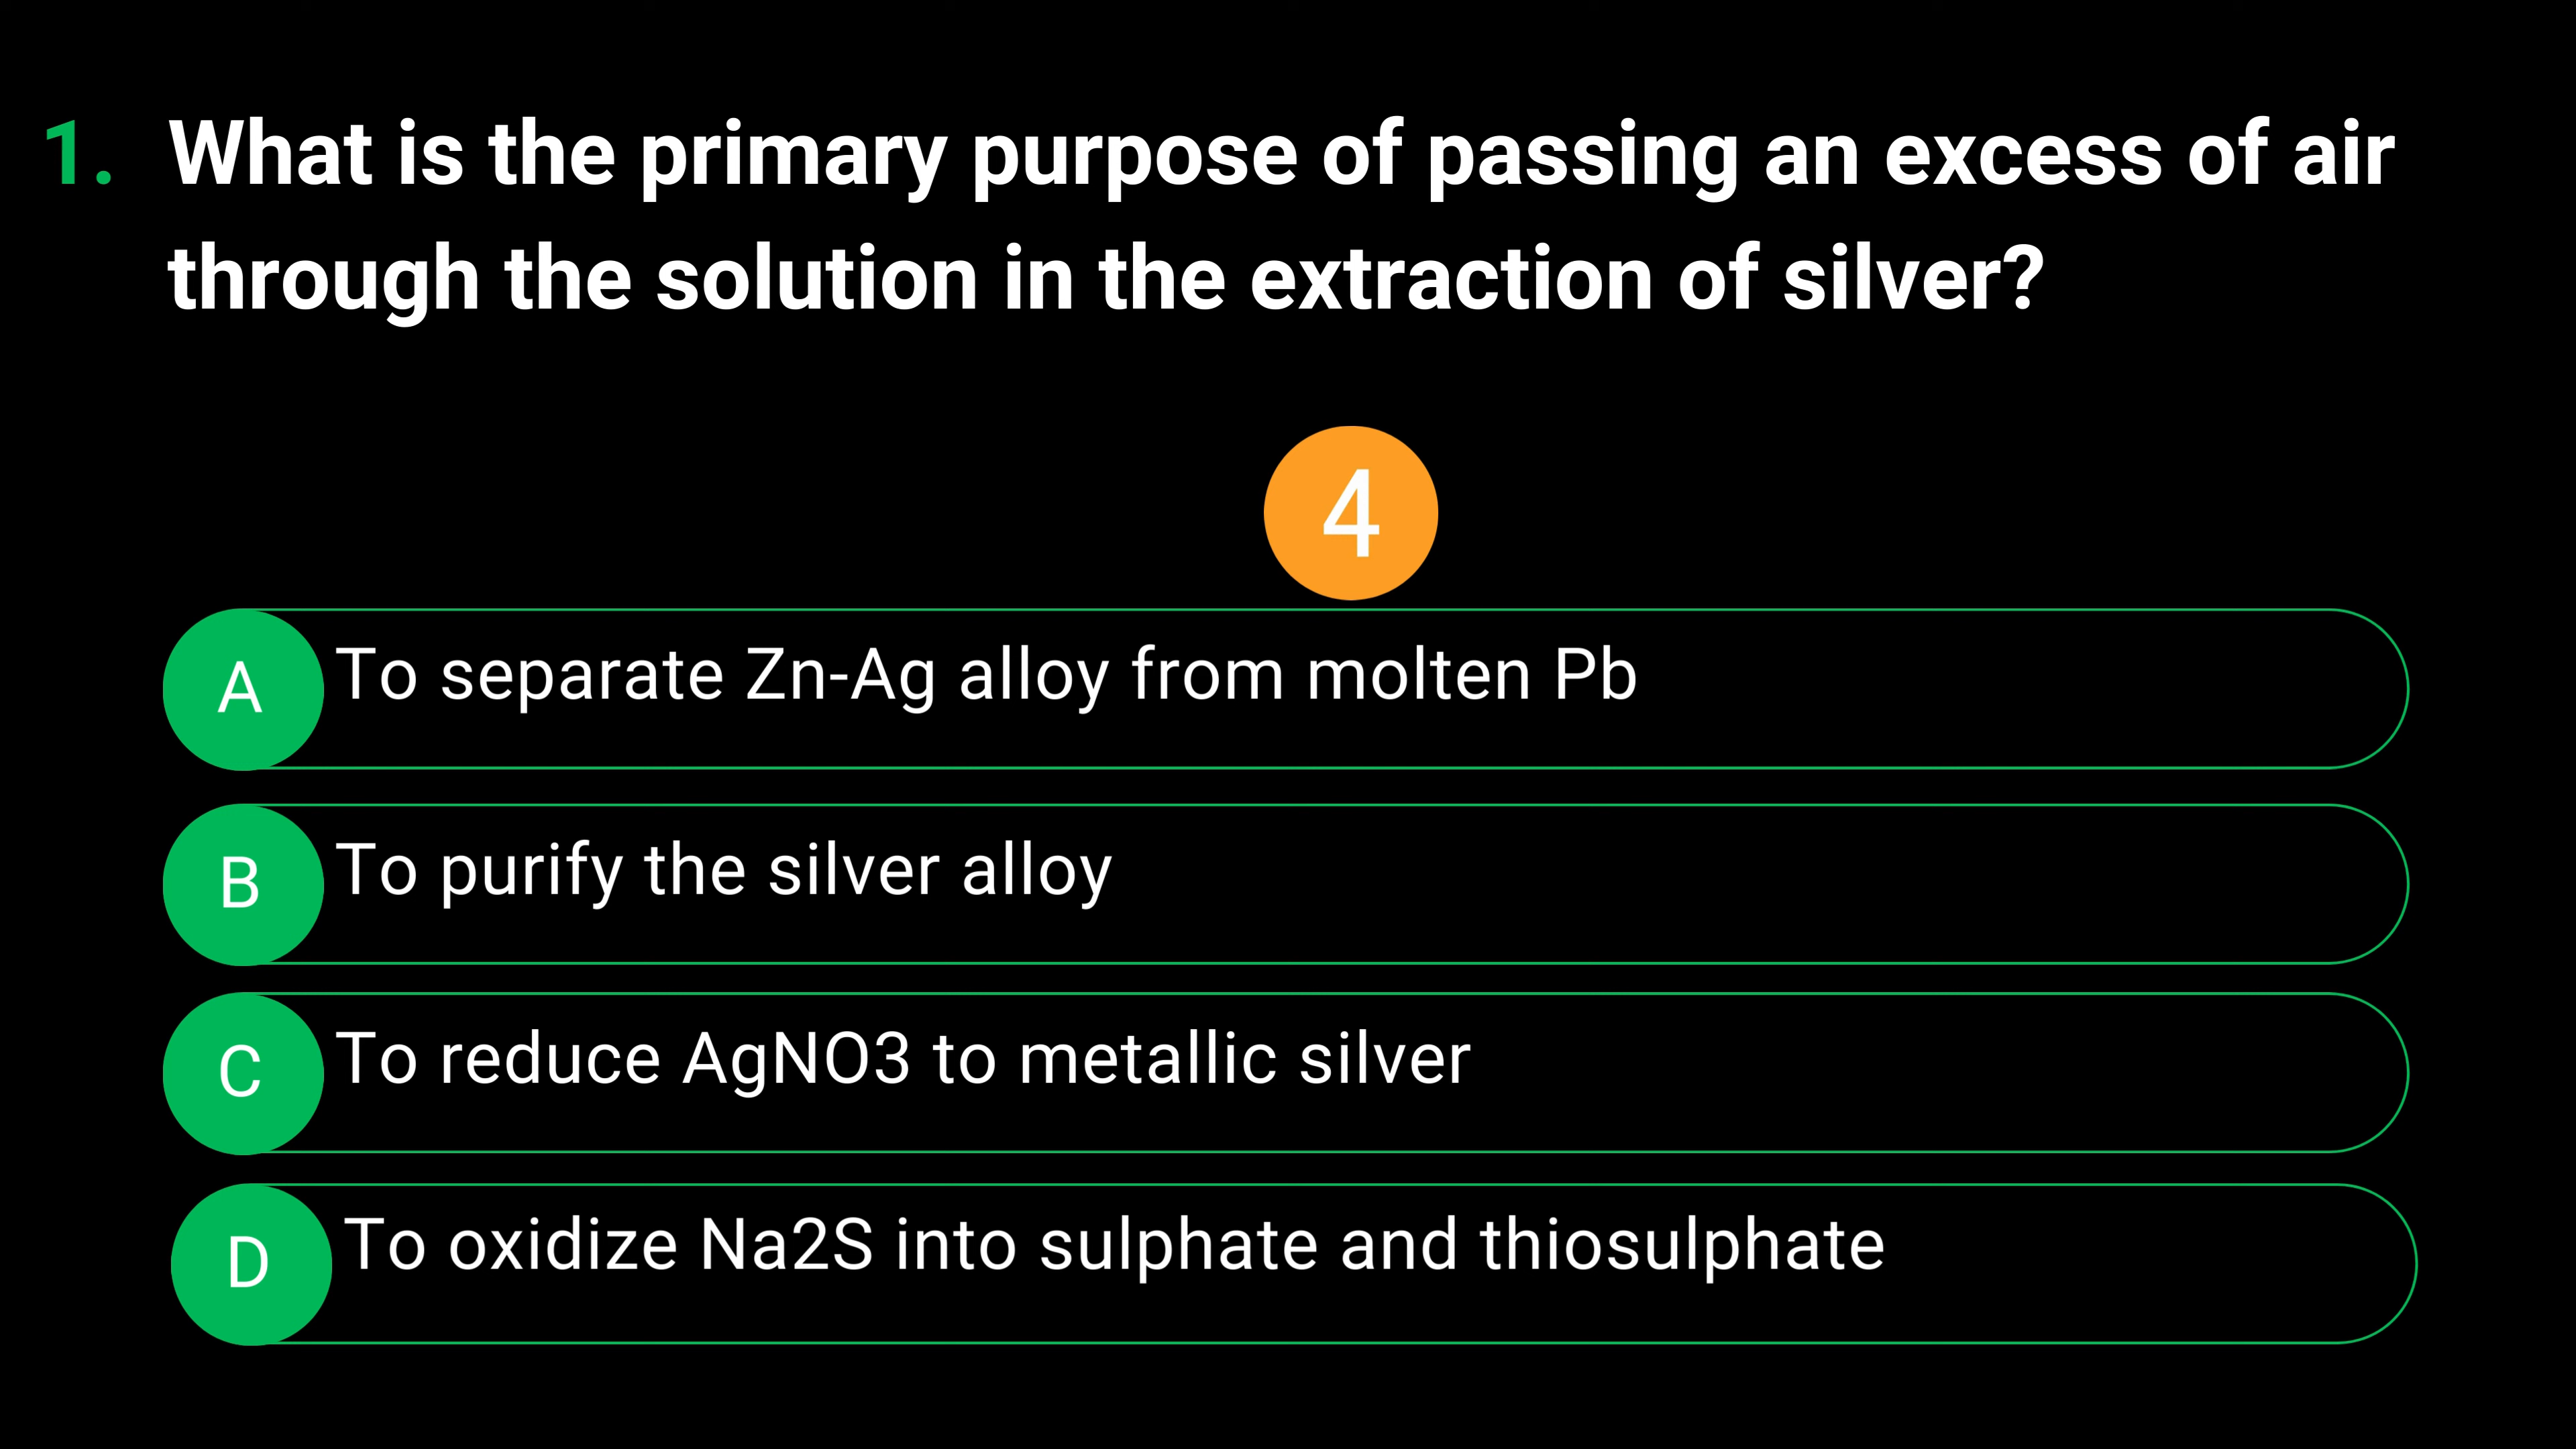 1. What is the primary purpose of passing an excess of air
through the solution in the extraction of silver?
4
A To separate Zn-Ag alloy from molten Pb
B To purify the silver alloy
C To reduce AgNO3 to metallic silver
D To oxidize Na2S into sulphate and thiosulphate